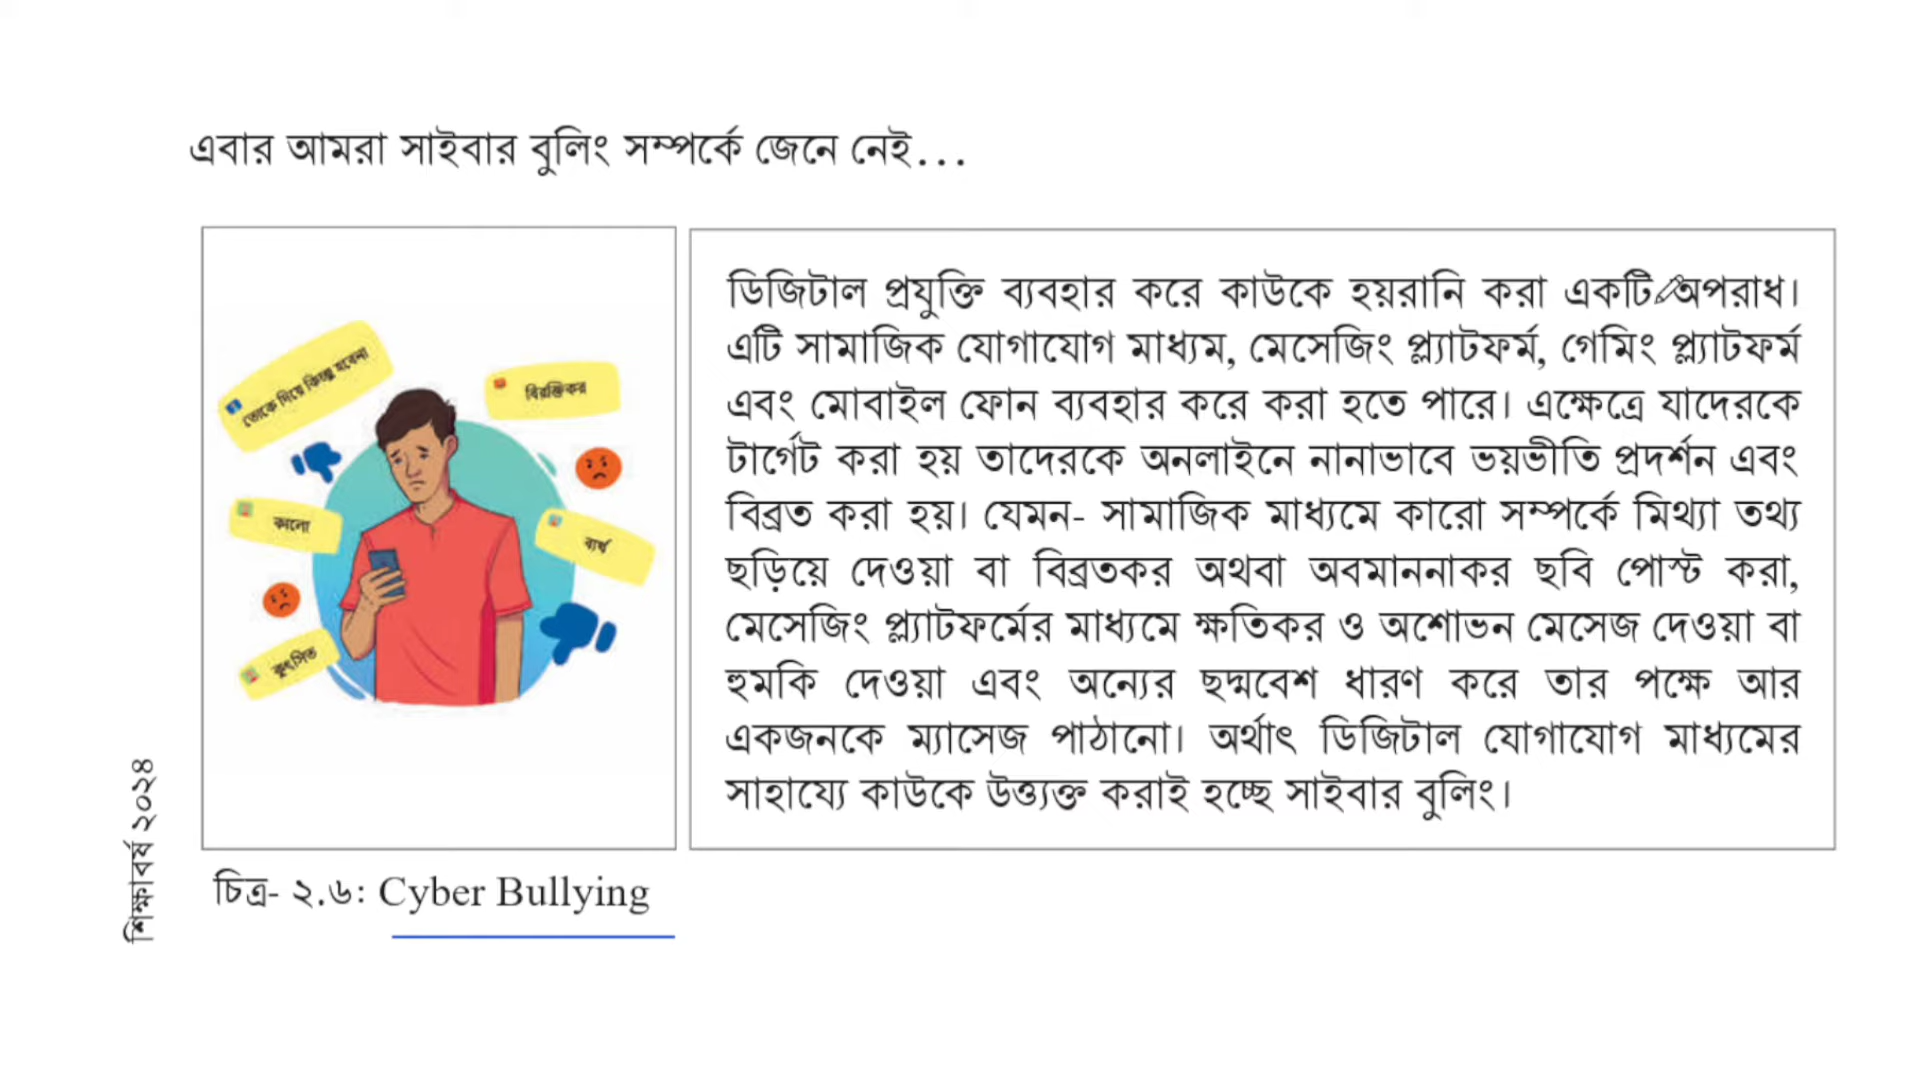 এবার আমরা সাইবার বুলিং সম্পর্কে জেনে নেই...
তোকে দিয়ে কিচ্ছু হবেনা
বিরক্তিকর
কালো
ব্যর্থ
কুৎসিত
ডিজিটাল প্রযুক্তি ব্যবহার করে কাউকে হয়রানি করা একটি অপরাধ।
এটি সামাজিক যোগাযোগ মাধ্যম, মেসেজিং প্ল্যাটফর্ম, গেমিং প্ল্যাটফর্ম
এবং মোবাইল ফোন ব্যবহার করে করা হতে পারে। এক্ষেত্রে যাদেরকে
টার্গেট করা হয় তাদেরকে অনলাইনে নানাভাবে ভয়ভীতি প্রদর্শন এবং
বিব্রত করা হয়। যেমন- সামাজিক মাধ্যমে কারো সম্পর্কে মিথ্যা তথ্য
ছড়িয়ে দেওয়া বা বিব্রতকর অথবা অবমাননাকর ছবি পোস্ট করা,
মেসেজিং প্ল্যাটফর্মের মাধ্যমে ক্ষতিকর ও অশোভন মেসেজ দেওয়া বা
হুমকি দেওয়া এবং অন্যের ছদ্মবেশ ধারণ করে তার পক্ষে আর
একজনকে ম্যাসেজ পাঠানো। অর্থাৎ ডিজিটাল যোগাযোগ মাধ্যমের
সাহায্যে কাউকে উত্ত্যক্ত করাই হচ্ছে সাইবার বুলিং।
চিত্র- ২.৬: Cyber Bullying
শিক্ষাবর্ষ ২০২৪